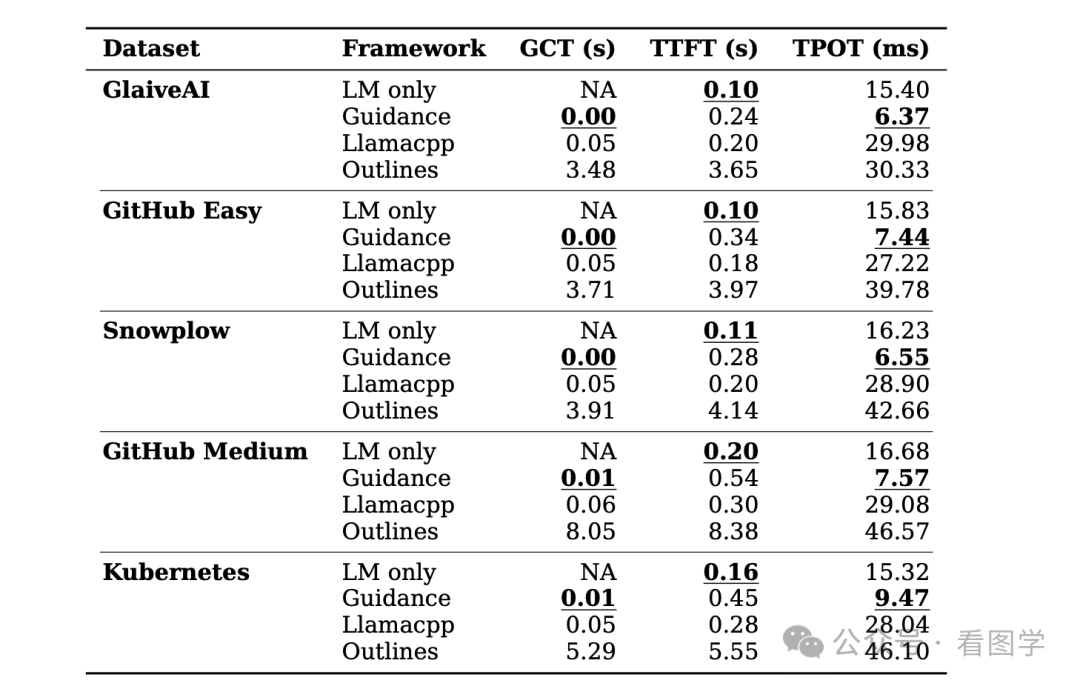 Dataset Framework GCT (s) TTFT (s) TPOT (ms)
GlaiveAI LM only NA 0.10 15.40
Guidance 0.00 0.24 6.37
Llamacpp 0.05 0.20 29.98
Outlines 3.48 3.65 30.33
GitHub Easy LM only NA 0.10 15.83
Guidance 0.00 0.34 7.44
Llamacpp 0.05 0.18 27.22
Outlines 3.71 3.97 39.78
Snowplow LM only NA 0.11 16.23
Guidance 0.00 0.28 6.55
Llamacpp 0.05 0.20 28.90
Outlines 3.91 4.14 42.66
GitHub Medium LM only NA 0.20 16.68
Guidance 0.01 0.54 7.57
Llamacpp 0.06 0.30 29.08
Outlines 8.05 8.38 46.57
Kubernetes LM only NA 0.16 15.32
Guidance 0.01 0.45 9.47
Llamacpp 0.05 0.28 28.04
Outlines 5.29 5.55 46.10
公众号 · 看图学